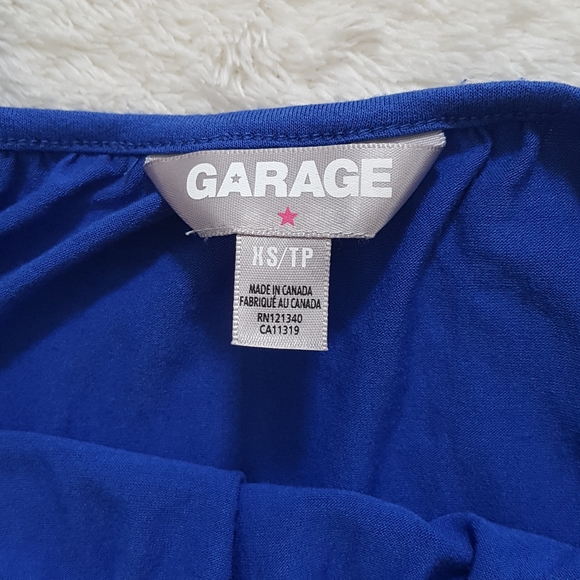 GARAGE
XS/TP
MADE IN CANADA
FABRIQUÉ AU CANADA
RN121340
CA11319